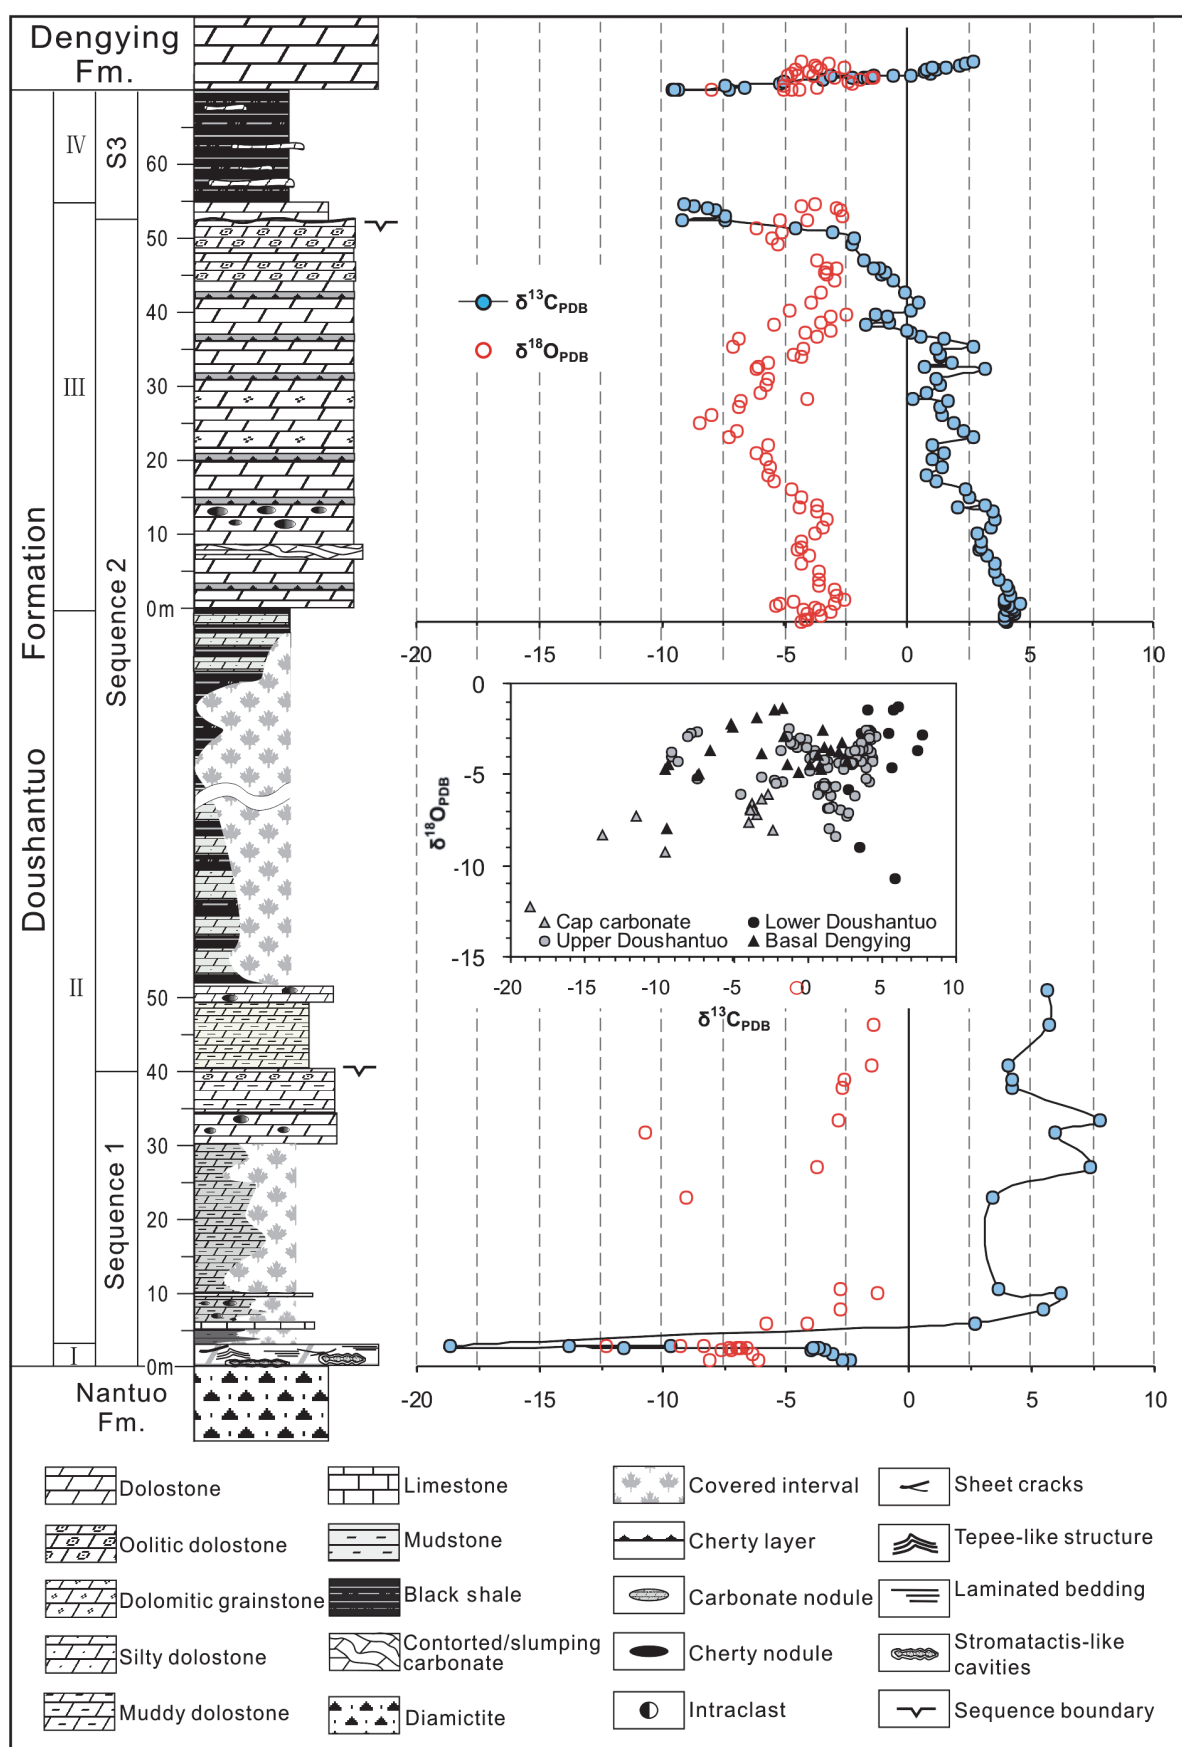 Dengying
Fm.
IV
S3
60
50
40
δ13CPDB
δ18OPDB
III
30
20
10
0m
Formation
Sequence 2
Doushantuo
-20
-15
-10
-5
0
5
10
0
-5
-10
-15
δ18OPDB
Cap carbonate
Lower Doushantuo
Upper Doushantuo
Basal Dengying
-20
-15
-10
-5
0
5
10
δ13CPDB
II
50
40
30
20
10
0m
Sequence 1
I
Nantuo
Fm.
-20
-15
-10
-5
0
5
10
Dolostone
Limestone
Covered interval
Sheet cracks
Oolitic dolostone
Mudstone
Cherty layer
Tepee-like structure
Dolomitic grainstone
Black shale
Carbonate nodule
Laminated bedding
Silty dolostone
Contorted/slumping
carbonate
Cherty nodule
Stromatactis-like
cavities
Muddy dolostone
Diamictite
Intraclast
Sequence boundary